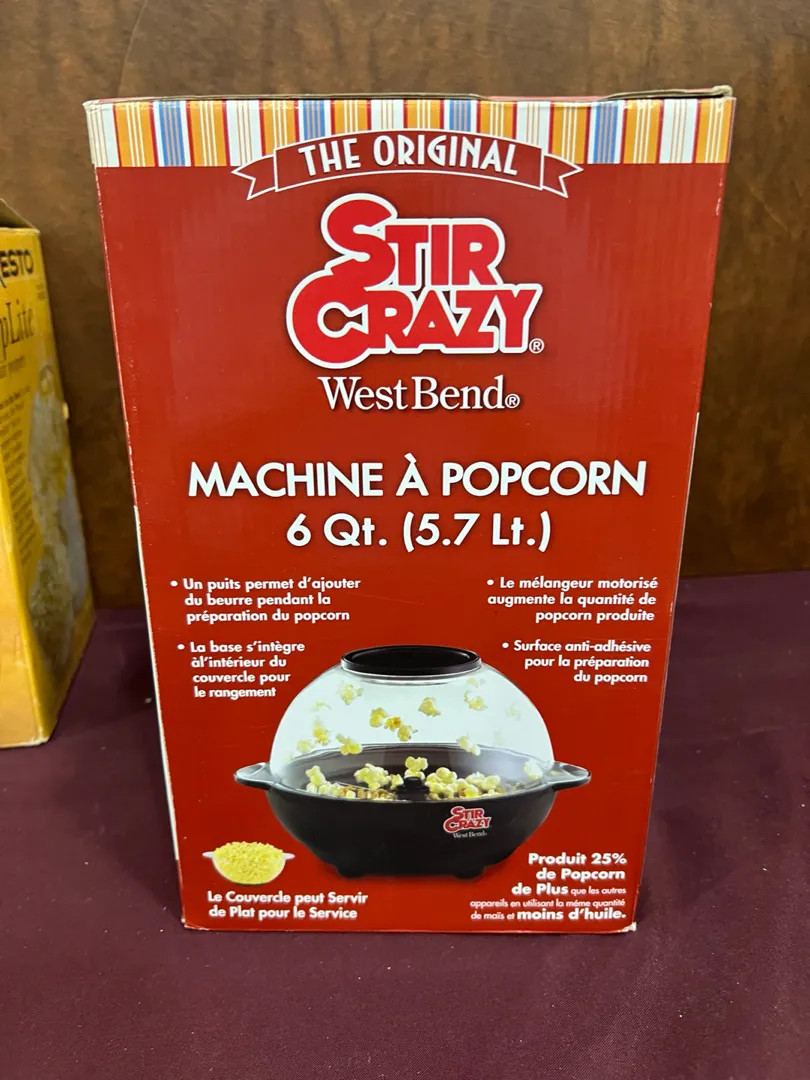 THE ORIGINAL
STIR
CRAZY®
West Bend®
MACHINE À POPCORN
6 Qt. (5.7 Lt.)
• Un puits permet d'ajouter
du beurre pendant la
préparation du popcorn
• La base s'intègre
àl'intérieur du
couvercle pour
le rangement
• Le mélangeur motorisé
augmente la quantité de
popcorn produite
• Surface anti-adhésive
pour la préparation
du popcorn
STIR
CRAZY
West Bend®
Le Couvercle peut Servir
de Plat pour le Service
Produit 25%
de Popcorn
de Plus que les autres
appareils en utilisant la même quantité
de maïs et moins d'huile.
ESTO
pLite